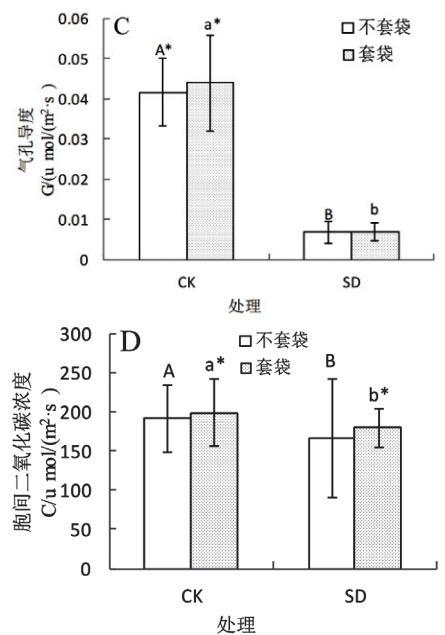 C
不套袋
套袋
气孔导度
G/(u mol/(m²·s)
0.06
0.05
0.04
0.03
0.02
0.01
0
A*
a*
B
b
CK
SD
处理
D
不套袋
套袋
胞间二氧化碳浓度
C/u mol/(m²·s)
300
250
200
150
100
50
0
A
a*
B
b*
CK
SD
处理